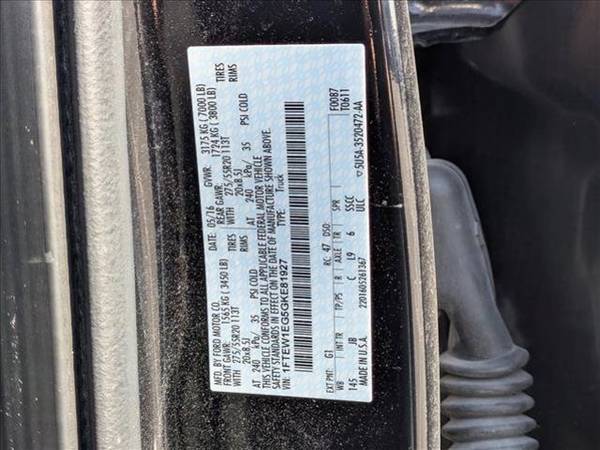 MFD. BY FORD MOTOR CO.
DATE: 05/16 GVWR: 3175 KG ( 7000 LB)
FRONT GAWR: 1565 KG ( 3450 LB) REAR GAWR: 1724 KG ( 3800 LB)
WITH 275/55R20 113T TIRES WITH 275/55R20 113T TIRES
20x8.5J RIMS 20x8.5J RIMS
AT 240 kPa/ 35 PSI COLD AT 240 kPa/ 35 PSI COLD
THIS VEHICLE CONFORMS TO ALL APPLICABLE FEDERAL MOTOR VEHICLE
SAFETY STANDARDS IN EFFECT ON THE DATE OF MANUFACTURE SHOWN ABOVE.
VIN: 1FTEW1EG5GKE81927
TYPE: Truck
F0087
T0611
EXT PNT: G1 RC: 47 DSO:
WB INT TR TP/PS R AXLE TR SPR
145 JB C L9 6 SSCC
ULC
MADE IN U.S.A. 2201605261367
5U5A-3520472-AA